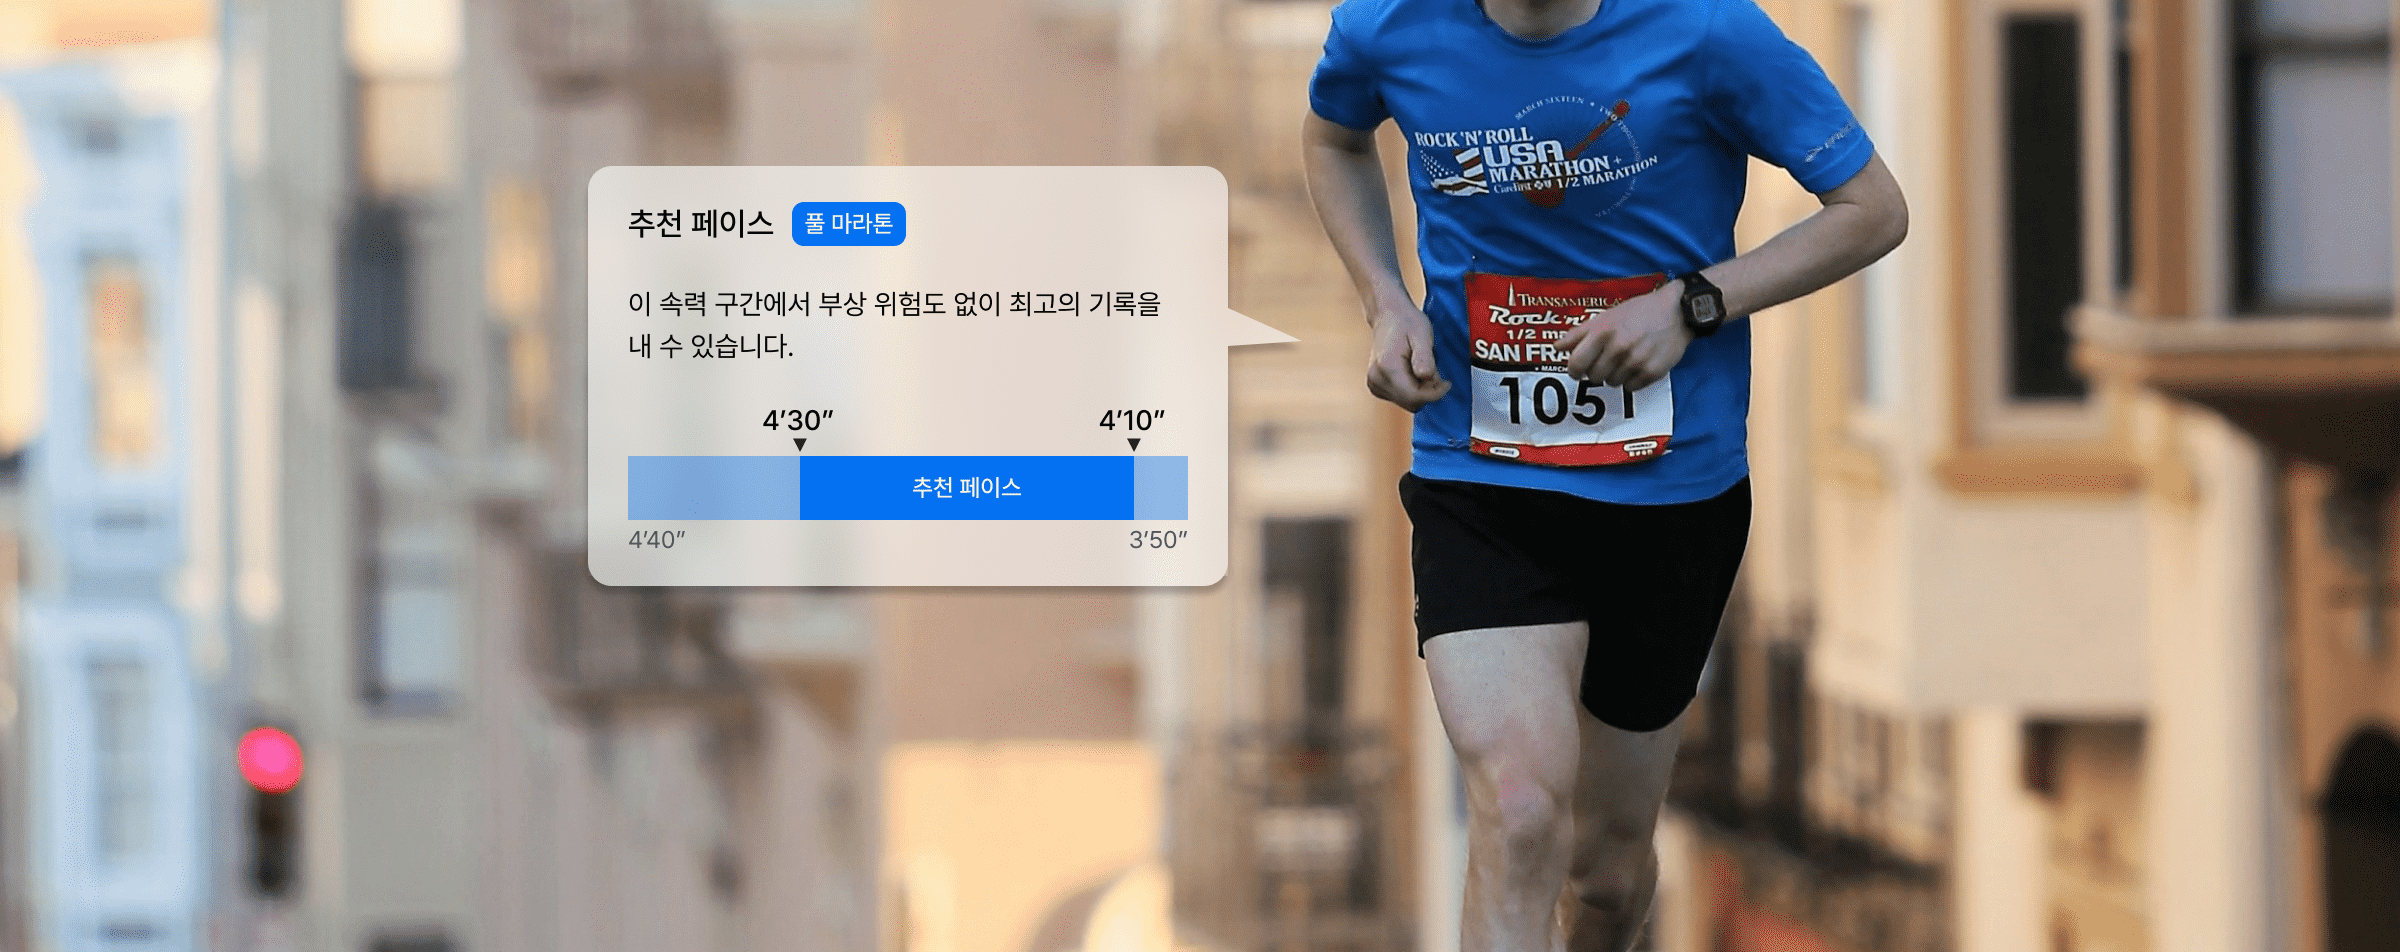 추천 페이스
풀 마라톤
이 속력 구간에서 부상 위험도 없이 최고의 기록을
내 수 있습니다.
4’30”
4’10”
추천 페이스
4’40”
3’50”
MARCH SIXTEEN
ROCK 'N' ROLL
USA
MARATHON +
1/2 MARATHON
TRANSAMERICA
Rock 'n'
1/2
SAN
1051